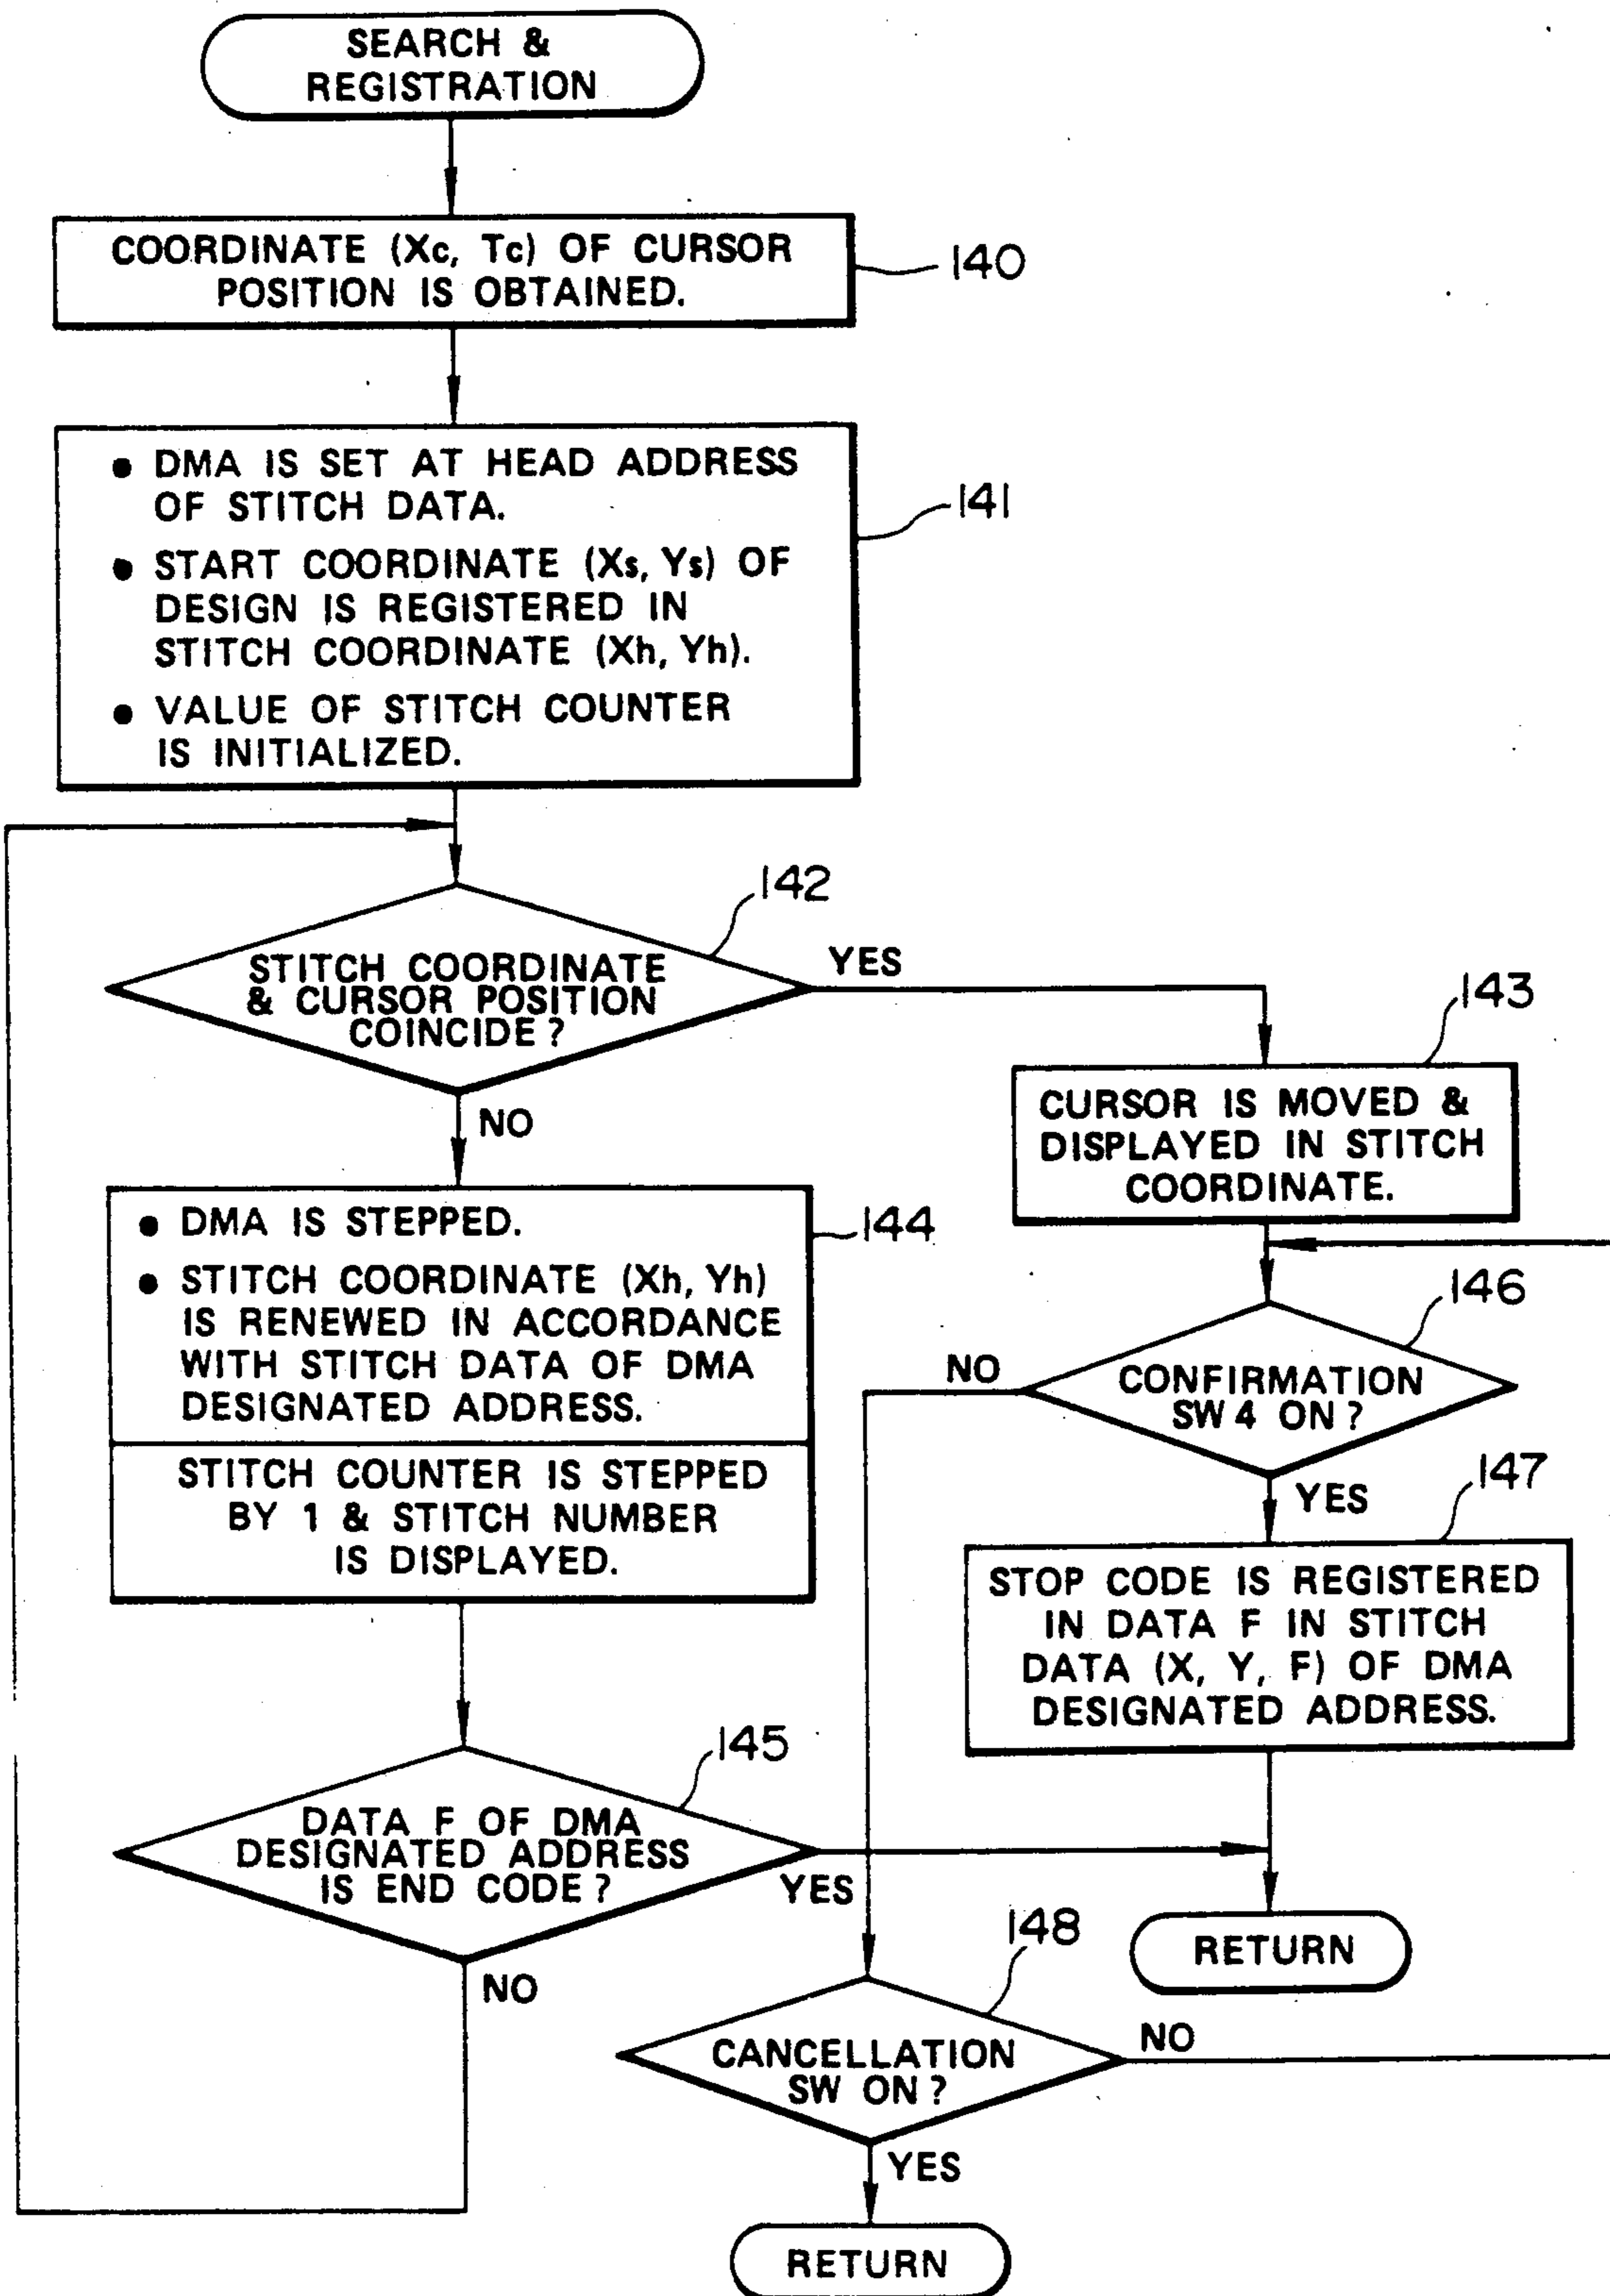 SEARCH &
REGISTRATION
COORDINATE (Xc, Tc) OF CURSOR
POSITION IS OBTAINED.
140
● DMA IS SET AT HEAD ADDRESS
OF STITCH DATA.
● START COORDINATE (Xs, Ys) OF
DESIGN IS REGISTERED IN
STITCH COORDINATE (Xh, Yh).
● VALUE OF STITCH COUNTER
IS INITIALIZED.
141
142
STITCH COORDINATE
& CURSOR POSITION
COINCIDE ?
YES
NO
143
CURSOR IS MOVED &
DISPLAYED IN STITCH
COORDINATE.
● DMA IS STEPPED.
● STITCH COORDINATE (Xh, Yh)
IS RENEWED IN ACCORDANCE
WITH STITCH DATA OF DMA
DESIGNATED ADDRESS.
STITCH COUNTER IS STEPPED
BY 1 & STITCH NUMBER
IS DISPLAYED.
144
146
CONFIRMATION
SW 4 ON ?
NO
YES
147
STOP CODE IS REGISTERED
IN DATA F IN STITCH
DATA (X, Y, F) OF DMA
DESIGNATED ADDRESS.
145
DATA F OF DMA
DESIGNATED ADDRESS
IS END CODE ?
YES
NO
RETURN
148
CANCELLATION
SW ON ?
NO
YES
RETURN